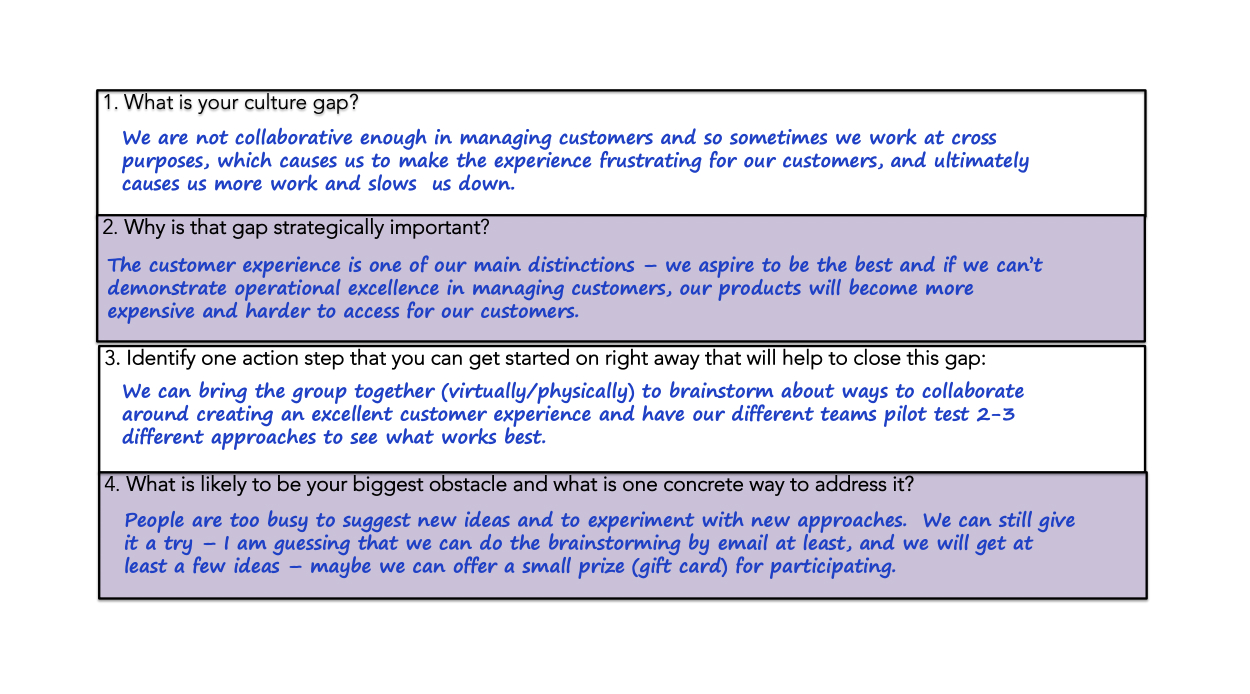 1. What is your culture gap?
We are not collaborative enough in managing customers and so sometimes we work at cross
purposes, which causes us to make the experience frustrating for our customers, and ultimately
causes us more work and slows  us down.
2. Why is that gap strategically important?
The customer experience is one of our main distinctions – we aspire to be the best and if we can't
demonstrate operational excellence in managing customers, our products will become more
expensive and harder to access for our customers.
3. Identify one action step that you can get started on right away that will help to close this gap:
We can bring the group together (virtually/physically) to brainstorm about ways to collaborate
around creating an excellent customer experience and have our different teams pilot test 2-3
different approaches to see what works best.
4. What is likely to be your biggest obstacle and what is one concrete way to address it?
People are too busy to suggest new ideas and to experiment with new approaches.  We can still give
it a try – I am guessing that we can do the brainstorming by email at least, and we will get at
least a few ideas – maybe we can offer a small prize (gift card) for participating.